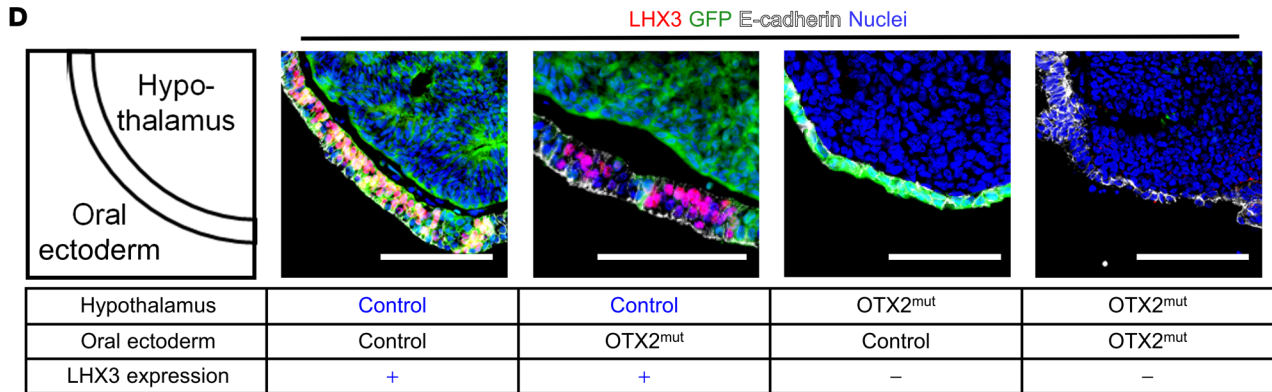 D
LHX3 GFP E-cadherin Nuclei
Hypo-
thalamus
Oral
ectoderm
Hypothalamus Control Control OTX2mut OTX2mut
Oral ectoderm Control OTX2mut Control OTX2mut
LHX3 expression + + − −